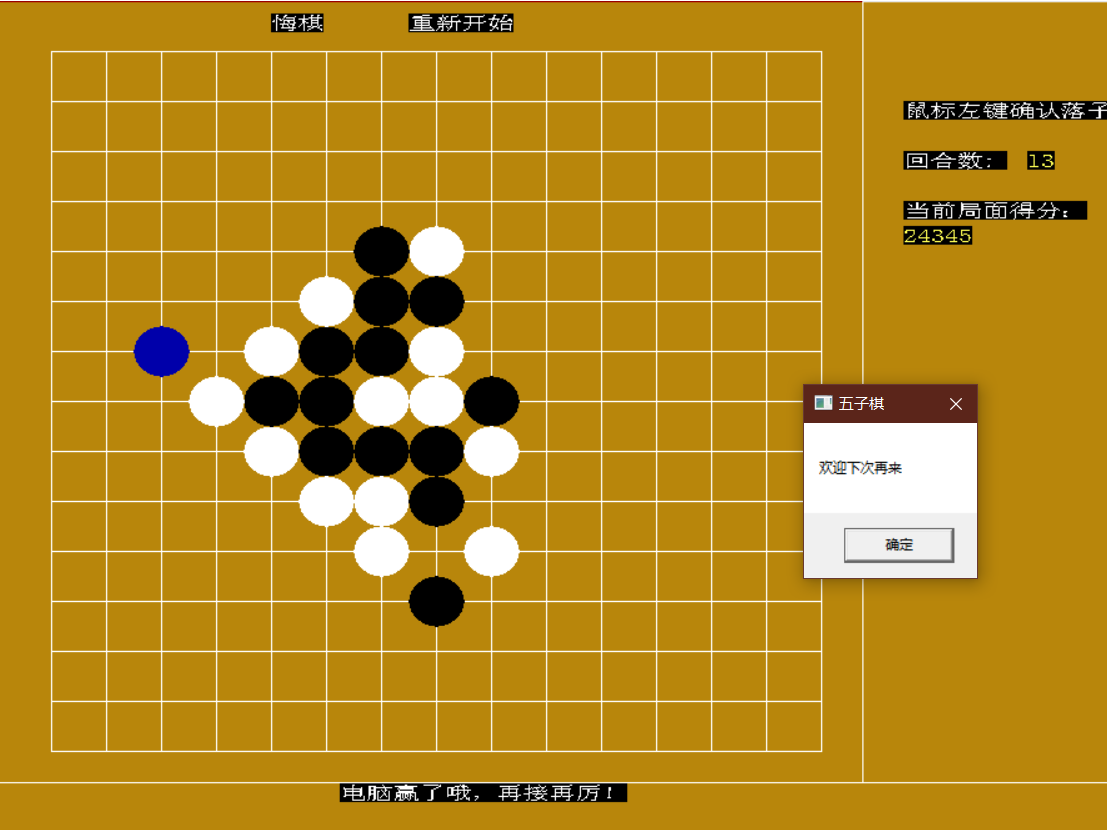 悔棋
重新开始
鼠标左键确认落子
回合数： 13
当前局面得分：
24345
五子棋
欢迎下次再来
确定
电脑赢了哦，再接再厉！